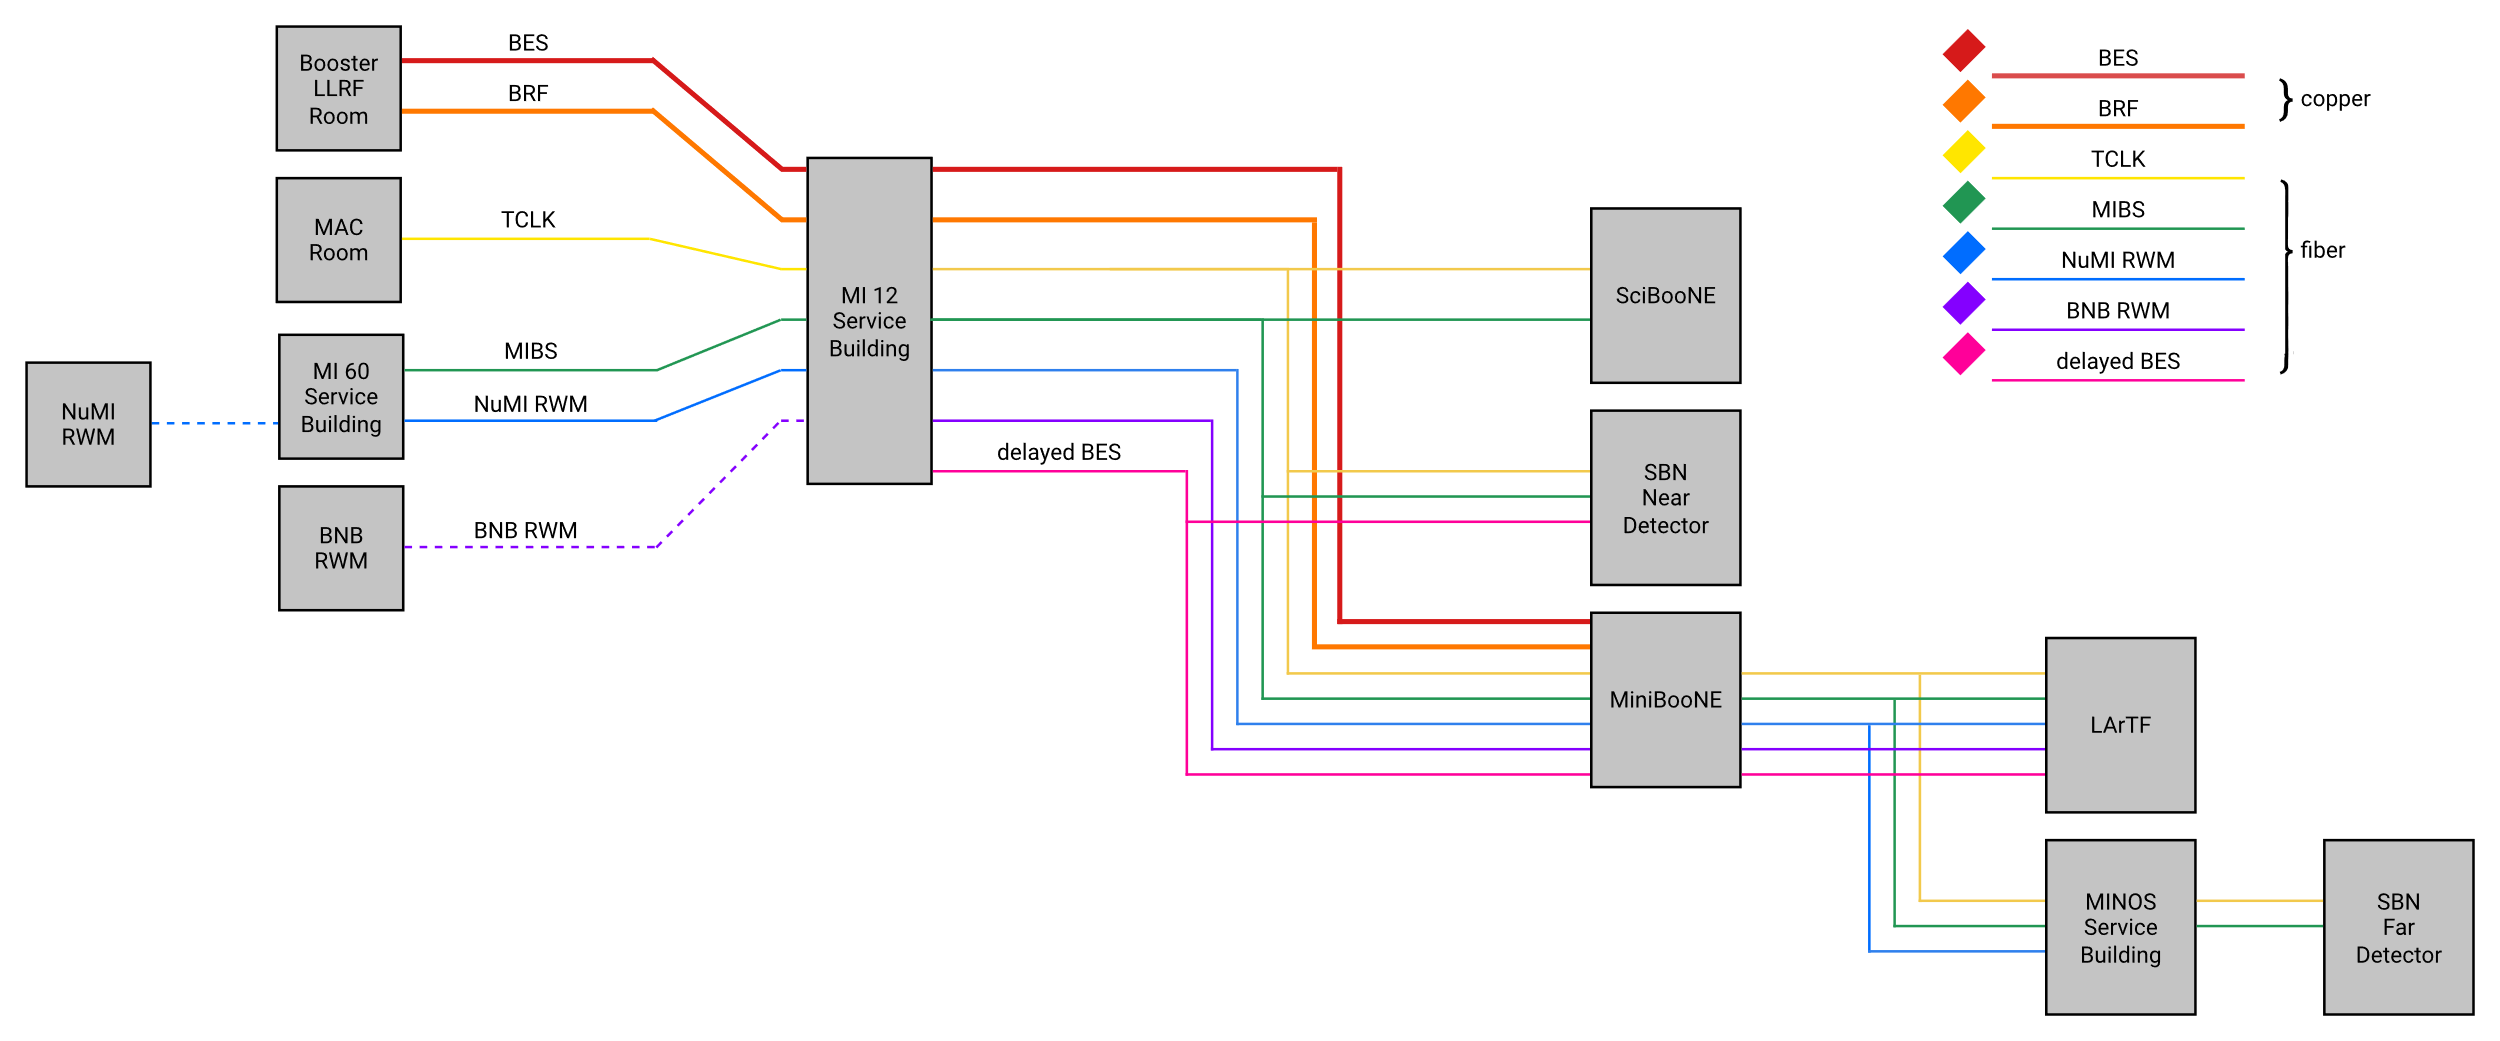 BES
BRF
Booster
LLRF
Room
TCLK
MAC
Room
MIBS
NuMI RWM
MI 60
Service
Building
NuMI
RWM
BNB RWM
BNB
RWM
MI 12
Service
Building
delayed BES
SciBooNE
SBN
Near
Detector
MiniBooNE
LArTF
MINOS
Service
Building
SBN
Far
Detector
BES
BRF
copper
TCLK
MIBS
NuMI RWM
BNB RWM
delayed BES
fiber